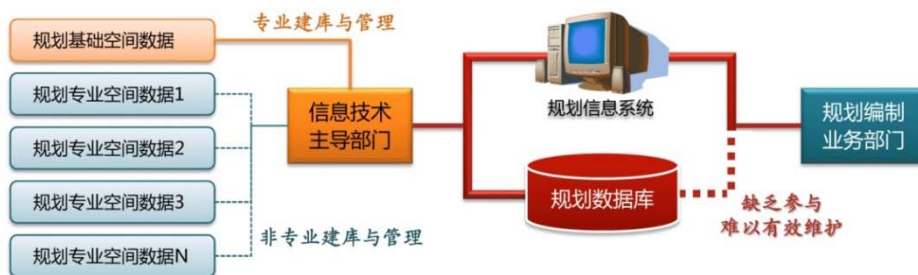 专业建库与管理
规划基础空间数据
规划专业空间数据1
规划专业空间数据2
规划专业空间数据3
规划专业空间数据N
非专业建库与管理
信息技术
主导部门
规划信息系统
规划数据库
缺乏参与
难以有效维护
规划编制
业务部门